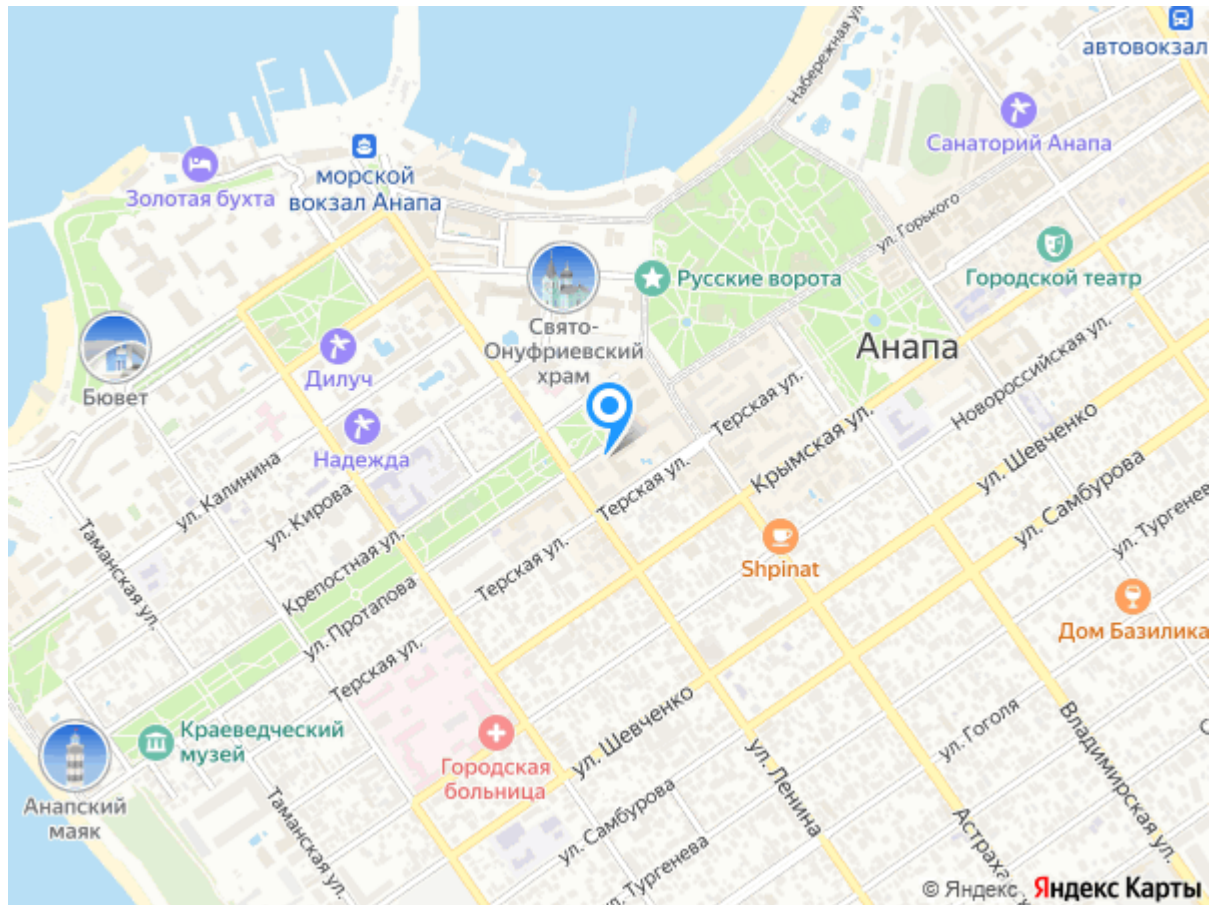 Набережная ул.
автовокзал
Санаторий Анапа
морской
вокзал Анапа
Золотая бухта
ул. Горького
Городской театр
Русские ворота
Свято-
Онуфриевский
храм
Анапа
Новороссийская ул.
Бювет
Дилуч
Надежда
Терская ул.
Крымская ул.
ул. Шевченко
ул. Калинина
ул. Кирова
Терская ул.
ул. Самбурова
Таманская ул.
Крепостная ул.
ул. Протапова
Терская ул.
Shpinat
ул. Тургенева
Дом Базилика
Терская ул.
Краеведческий
музей
Городская
больница
ул. Шевченко
ул. Гоголя
Владимирская ул.
Анапский
маяк
Таманская ул.
ул. Ленина
ул. Самбурова
ул. Тургенева
Астраха
С
© Яндекс Яндекс Карты